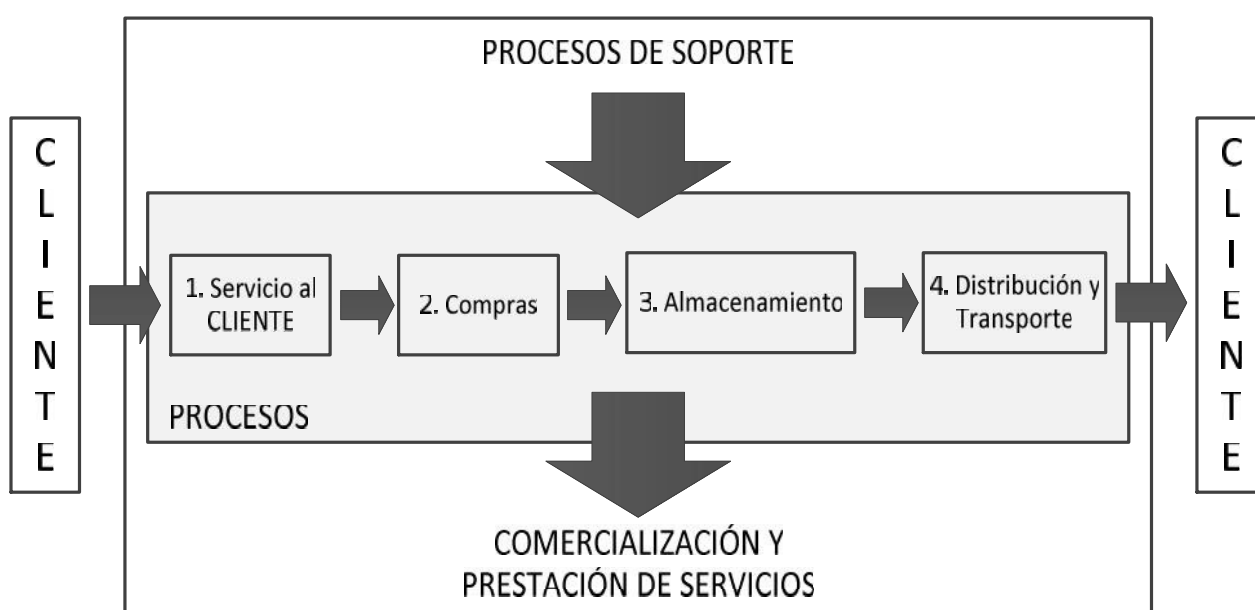 PROCESOS DE SOPORTE
C
L
I
E
N
T
E
1. Servicio al
CLIENTE
2. Compras
3. Almacenamiento
4. Distribución y
Transporte
PROCESOS
COMERCIALIZACIÓN Y
PRESTACIÓN DE SERVICIOS
C
L
I
E
N
T
E